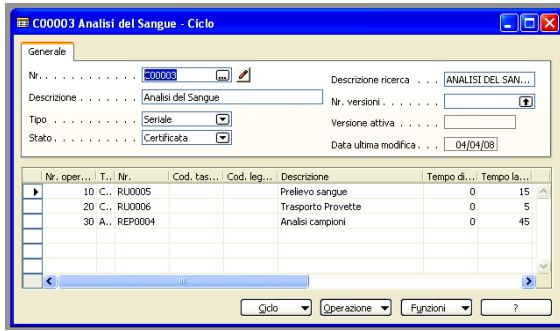 C00003 Analisi del Sangue - Ciclo
Generale
Nr. . . . . . . . . . . . . C00003 ...
Descrizione . . . . . . . Analisi del Sangue
Tipo . . . . . . . . . . . Seriale
Stato. . . . . . . . . . . Certificata
Descrizione ricerca . . . ANALISI DEL SAN...
Nr. versioni . . . . . . .
Versione attiva . . . . .
Data ultima modifica. . . 04/04/08
Nr. oper... T.. Nr. Cod. tas... Cod. leg... Descrizione Tempo di... Tempo la...
10 C.. RU0005 Prelievo sangue 0 15
20 C.. RU0006 Trasporto Provette 0 5
30 A.. REP0004 Analisi campioni 0 45
Ciclo Operazione Funzioni ?